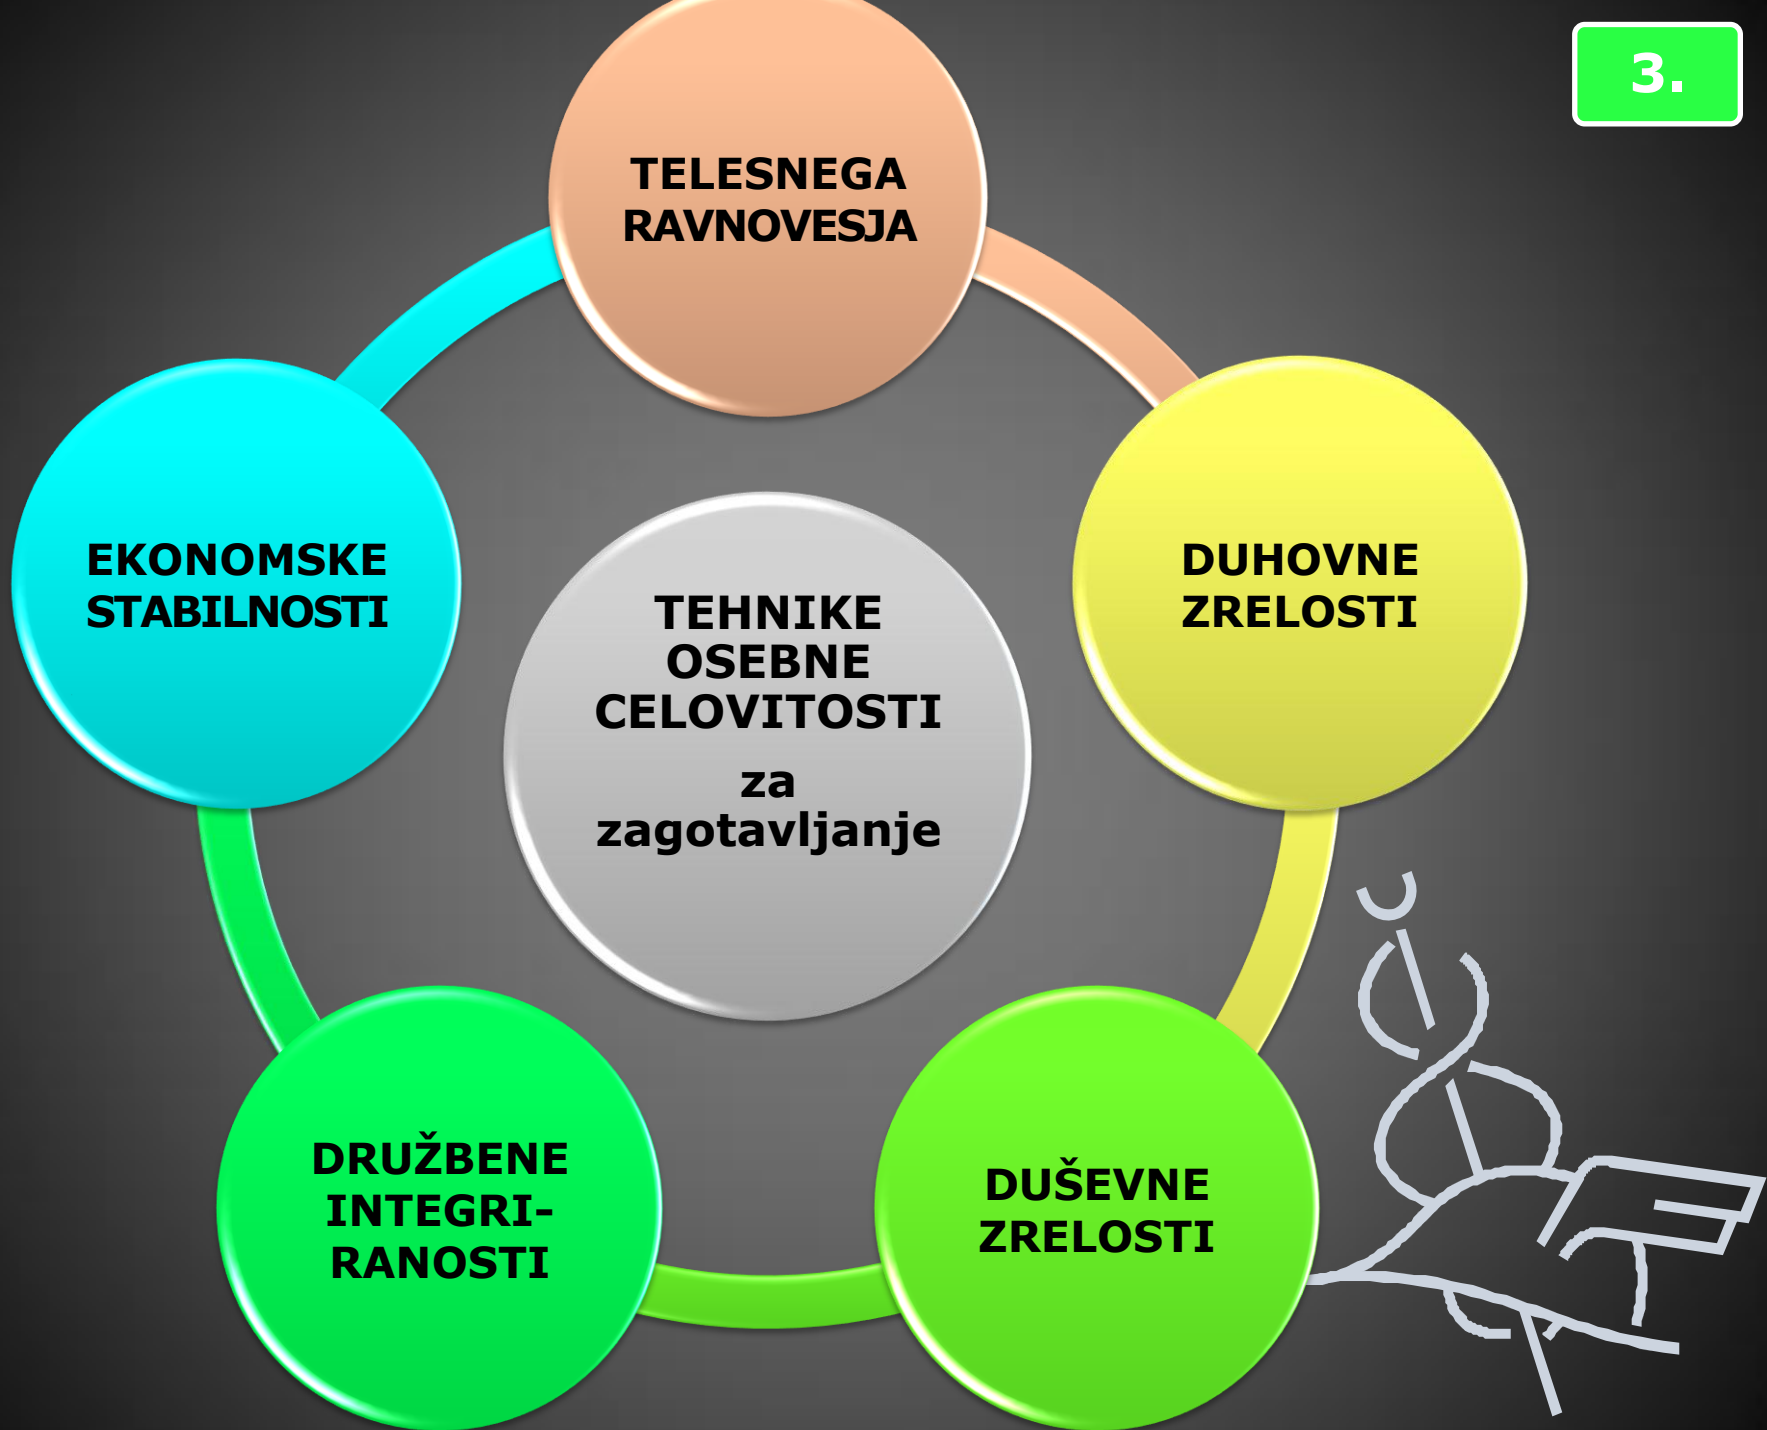 3.
TELESNEGA
RAVNOVESJA
EKONOMSKE
STABILNOSTI
DUHOVNE
ZRELOSTI
TEHNIKE
OSEBNE
CELOVITOSTI
za
zagotavljanje
DRUŽBENE
INTEGRI-
RANOSTI
DUŠEVNE
ZRELOSTI